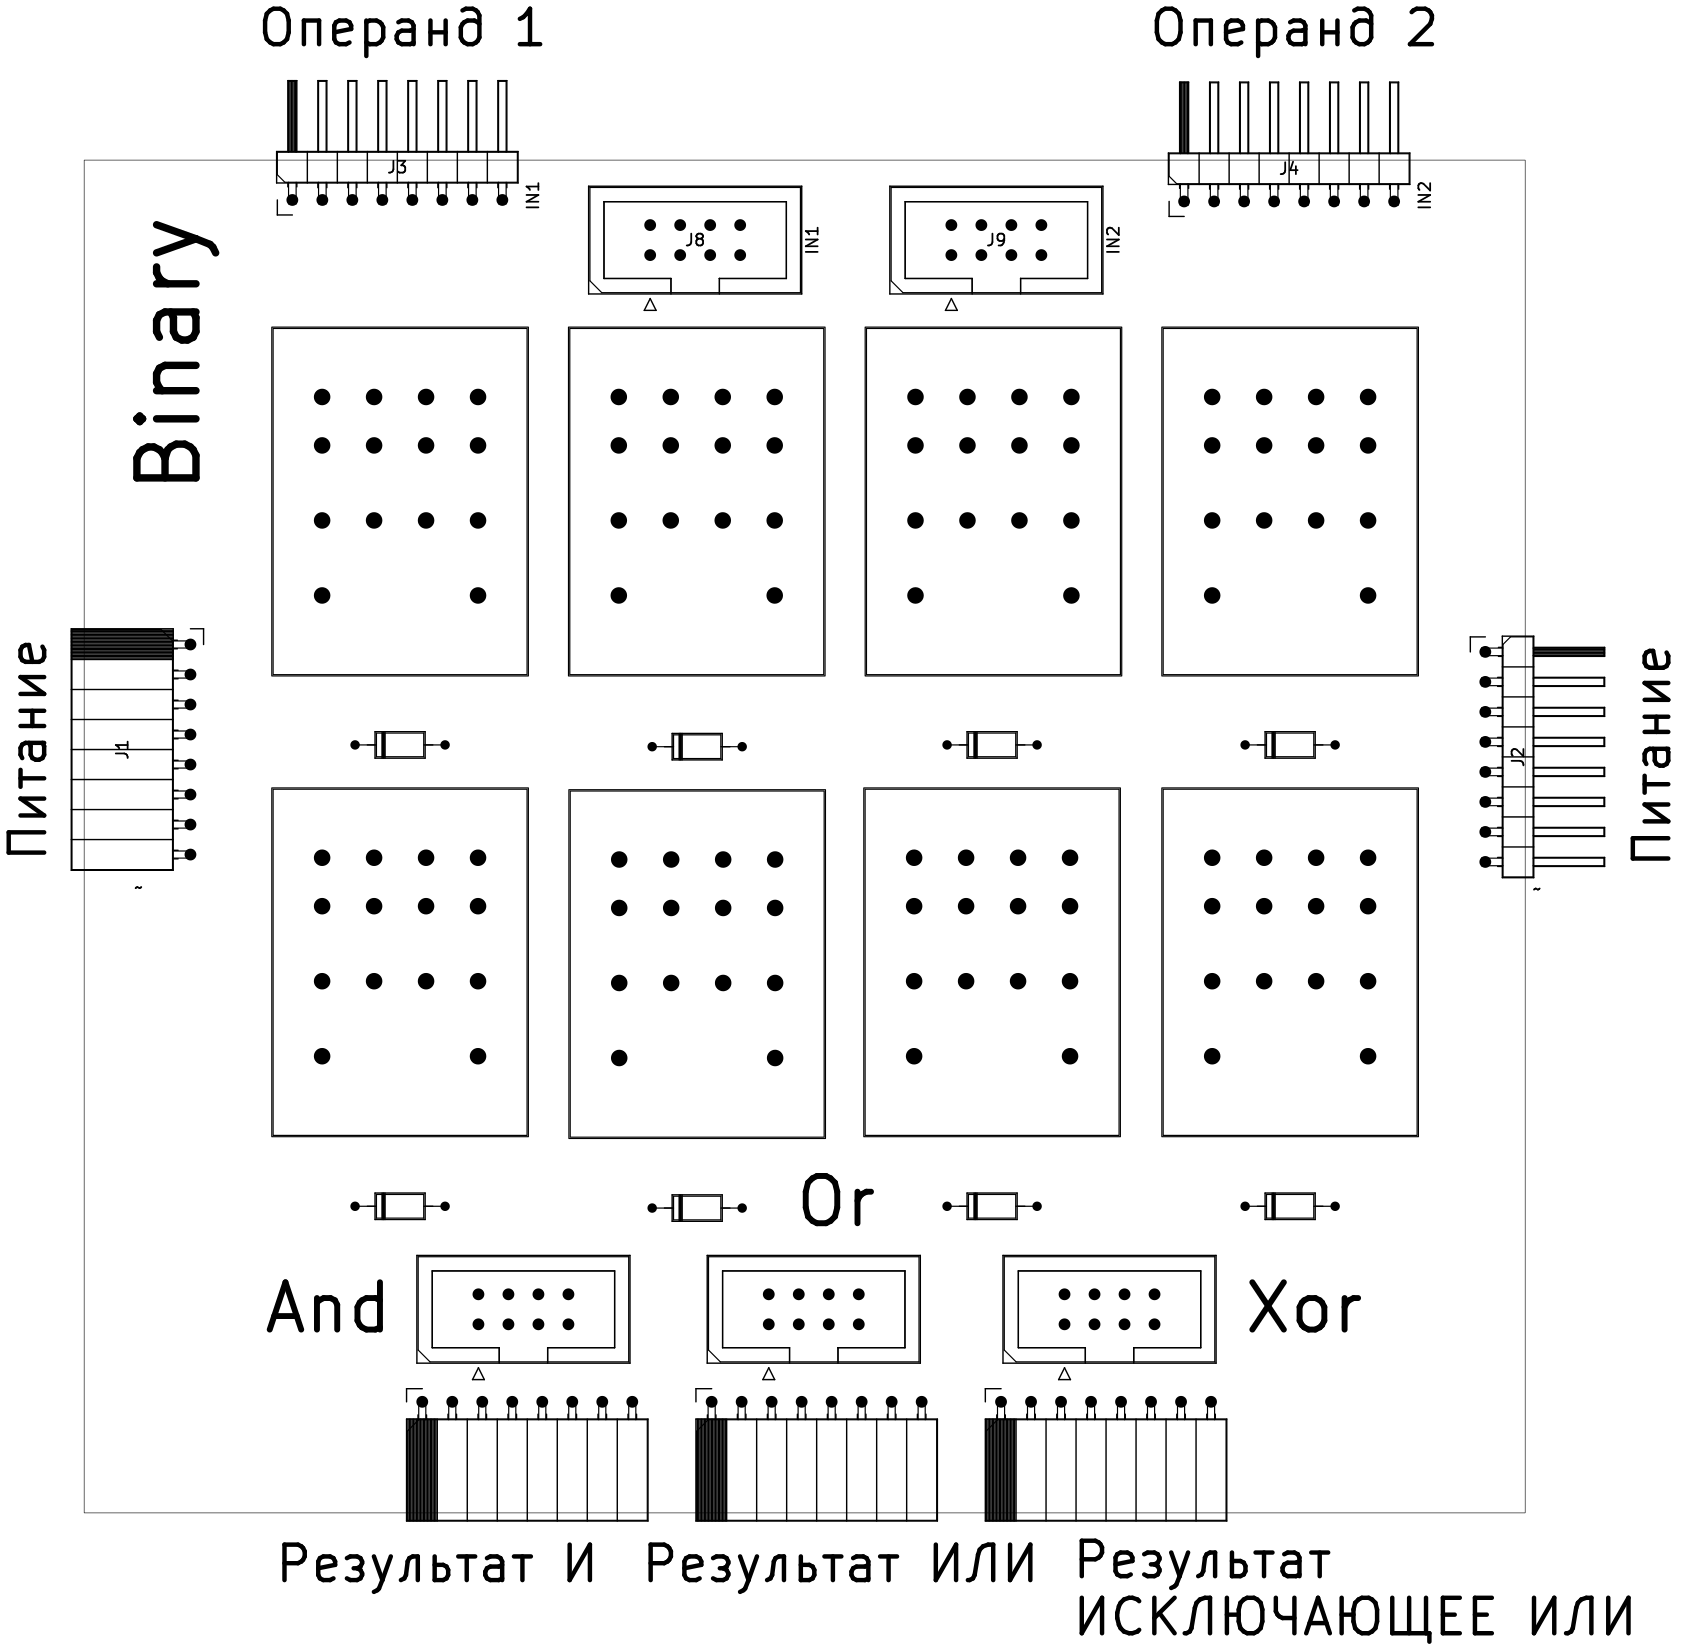 Операнд 1
Операнд 2
J3
IN1
J4
IN2
J8
IN1
J9
IN2
Binary
Питание
J1
~
J2
~
Питание
Or
And
Xor
Результат И
Результат ИЛИ
Результат
ИСКЛЮЧАЮЩЕЕ ИЛИ